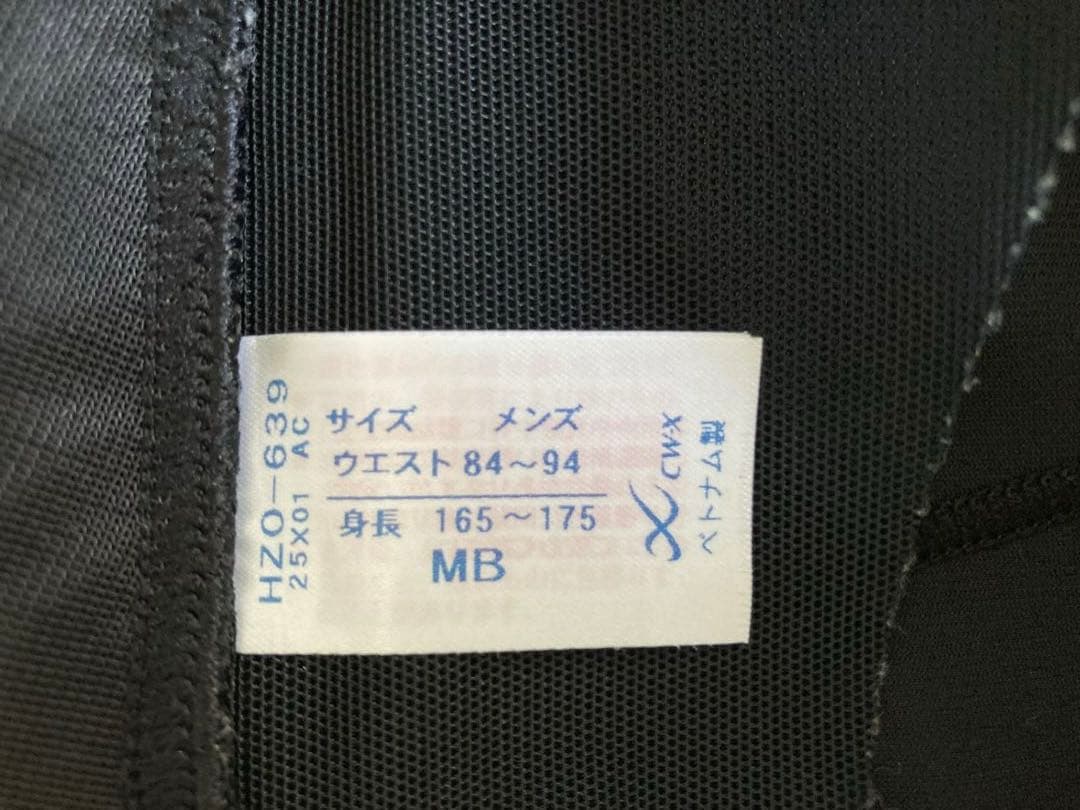 サイズ メンズ
ウエスト 84～94
身長 165～175
MB
HZO-639
25X01 AC
CW-X
ベトナム製